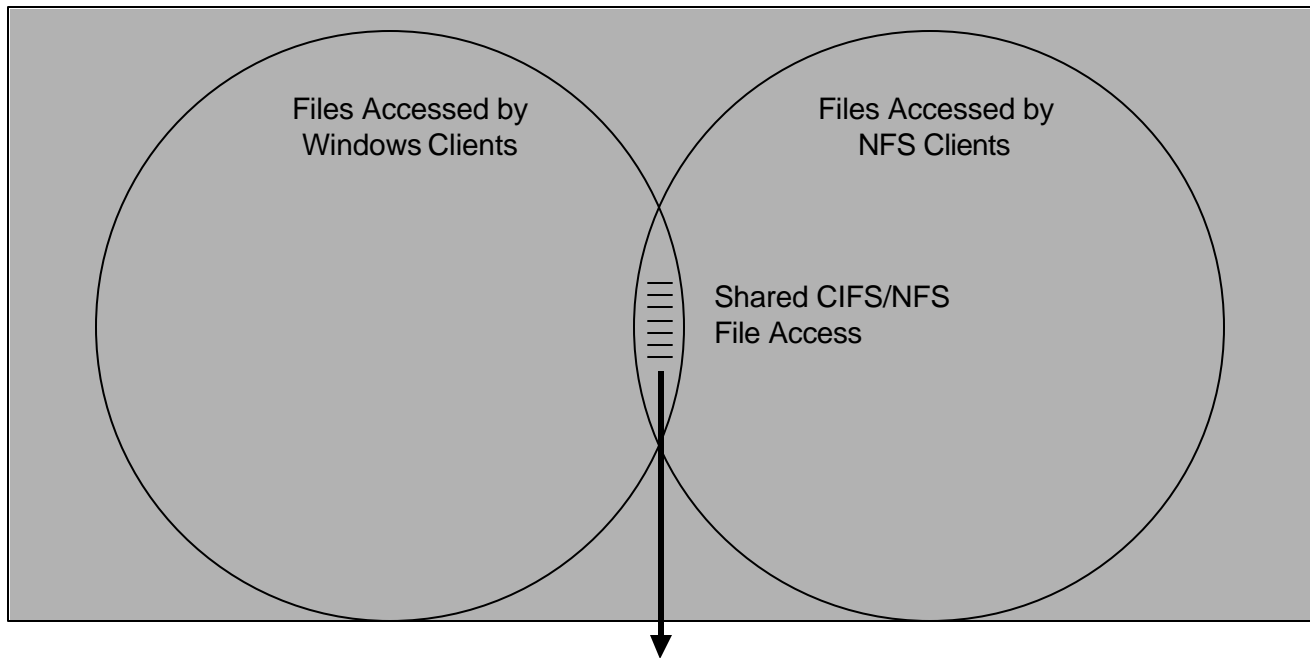 Files Accessed by
Windows Clients
Files Accessed by
NFS Clients
Shared CIFS/NFS
File Access